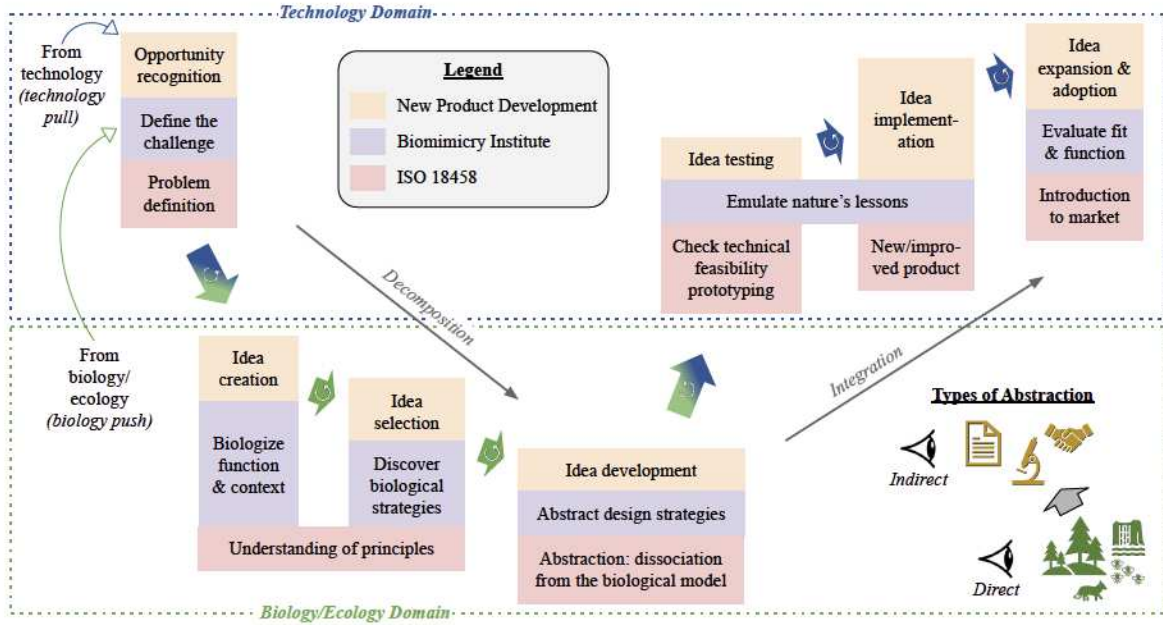 Technology Domain
From
technology
(technology
pull)
Opportunity
recognition
Define the
challenge
Problem
definition
Legend
New Product Development
Biomimicry Institute
ISO 18458
Idea testing
Idea
implement-
ation
Idea
expansion &
adoption
Emulate nature's lessons
Evaluate fit
& function
Check technical
feasibility
prototyping
New/impro-
ved product
Introduction
to market
Decomposition
Integration
From
biology/
ecology
(biology push)
Idea
creation
Biologize
function
& context
Idea
selection
Discover
biological
strategies
Understanding of principles
Idea development
Abstract design strategies
Abstraction: dissociation
from the biological model
Types of Abstraction
Indirect
Direct
Biology/Ecology Domain